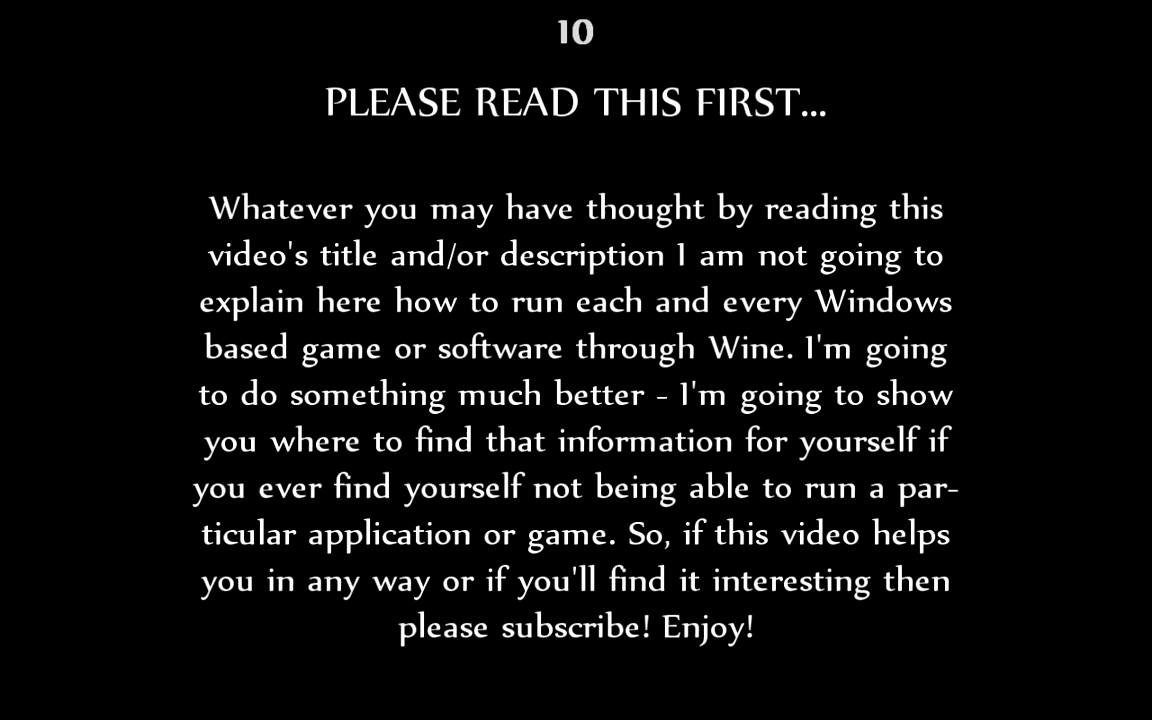 10
PLEASE READ THIS FIRST...
Whatever you may have thought by reading this
video's title and/or description I am not going to
explain here how to run each and every Windows
based game or software through Wine. I'm going
to do something much better - I'm going to show
you where to find that information for yourself if
you ever find yourself not being able to run a par-
ticular application or game. So, if this video helps
you in any way or if you'll find it interesting then
please subscribe! Enjoy!